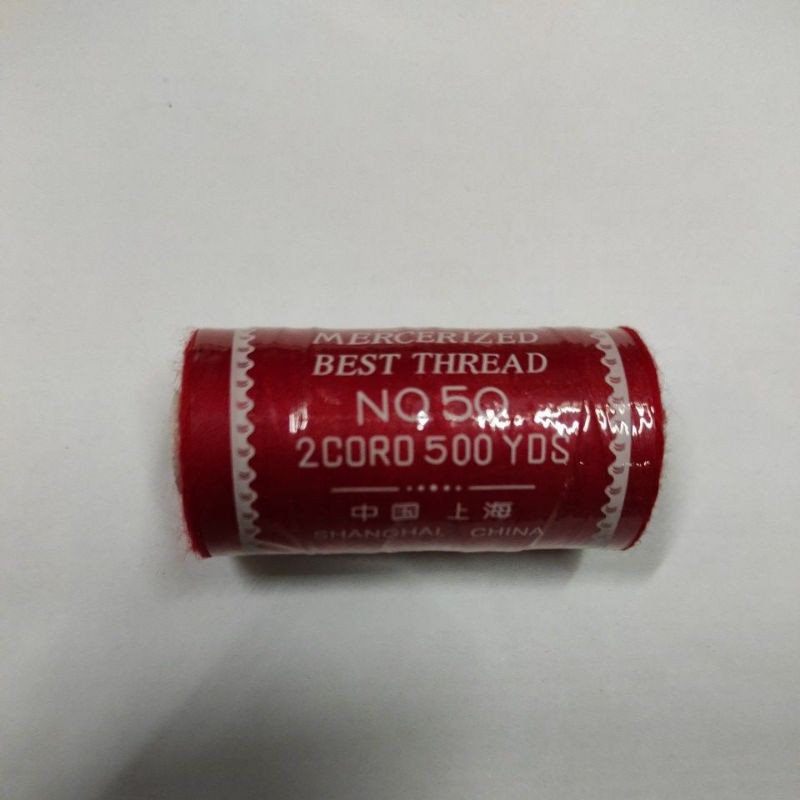 MERCERIZED
BEST THREAD
NO 50
2CORD 500 YDS
中国 上海
SHANGHAI CHINA